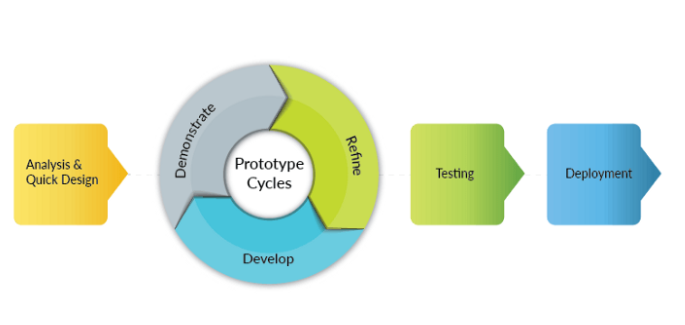 Analysis &
Quick Design
Demonstrate
Refine
Prototype
Cycles
Develop
Testing
Deployment